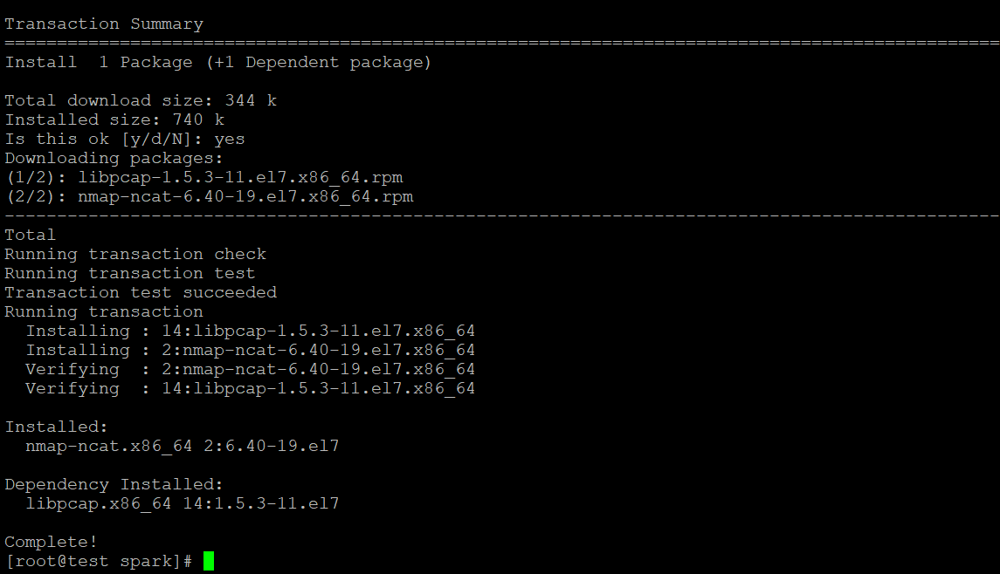 Transaction Summary
================================================================================================
Install  1 Package (+1 Dependent package)
Total download size: 344 k
Installed size: 740 k
Is this ok [y/d/N]: yes
Downloading packages:
(1/2): libpcap-1.5.3-11.el7.x86_64.rpm
(2/2): nmap-ncat-6.40-19.el7.x86_64.rpm
------------------------------------------------------------------------------------------------
Total
Running transaction check
Running transaction test
Transaction test succeeded
Running transaction
  Installing : 14:libpcap-1.5.3-11.el7.x86_64
  Installing : 2:nmap-ncat-6.40-19.el7.x86_64
  Verifying  : 2:nmap-ncat-6.40-19.el7.x86_64
  Verifying  : 14:libpcap-1.5.3-11.el7.x86_64
Installed:
  nmap-ncat.x86_64 2:6.40-19.el7
Dependency Installed:
  libpcap.x86_64 14:1.5.3-11.el7
Complete!
[root@test spark]#